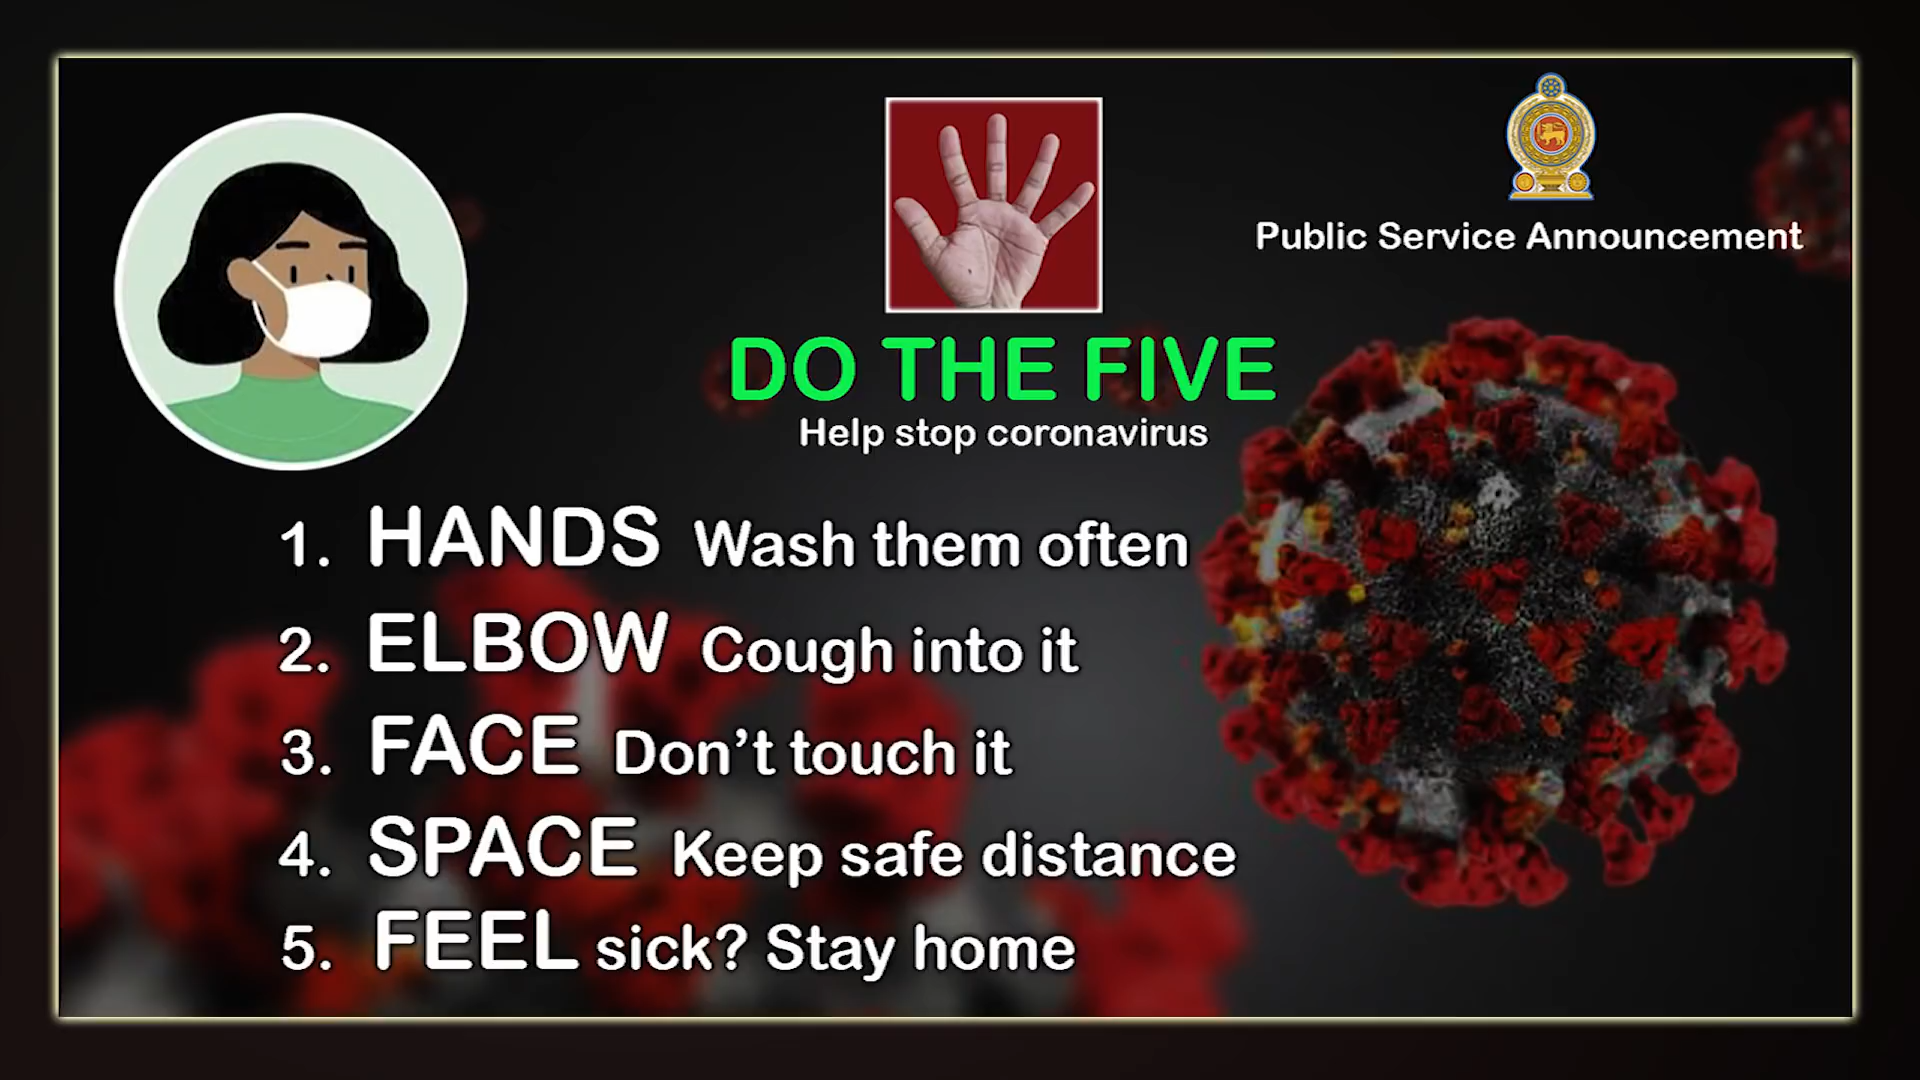 Public Service Announcement
DO THE FIVE
Help stop coronavirus
1. HANDS Wash them often
2. ELBOW Cough into it
3. FACE Don’t touch it
4. SPACE Keep safe distance
5. FEEL sick? Stay home